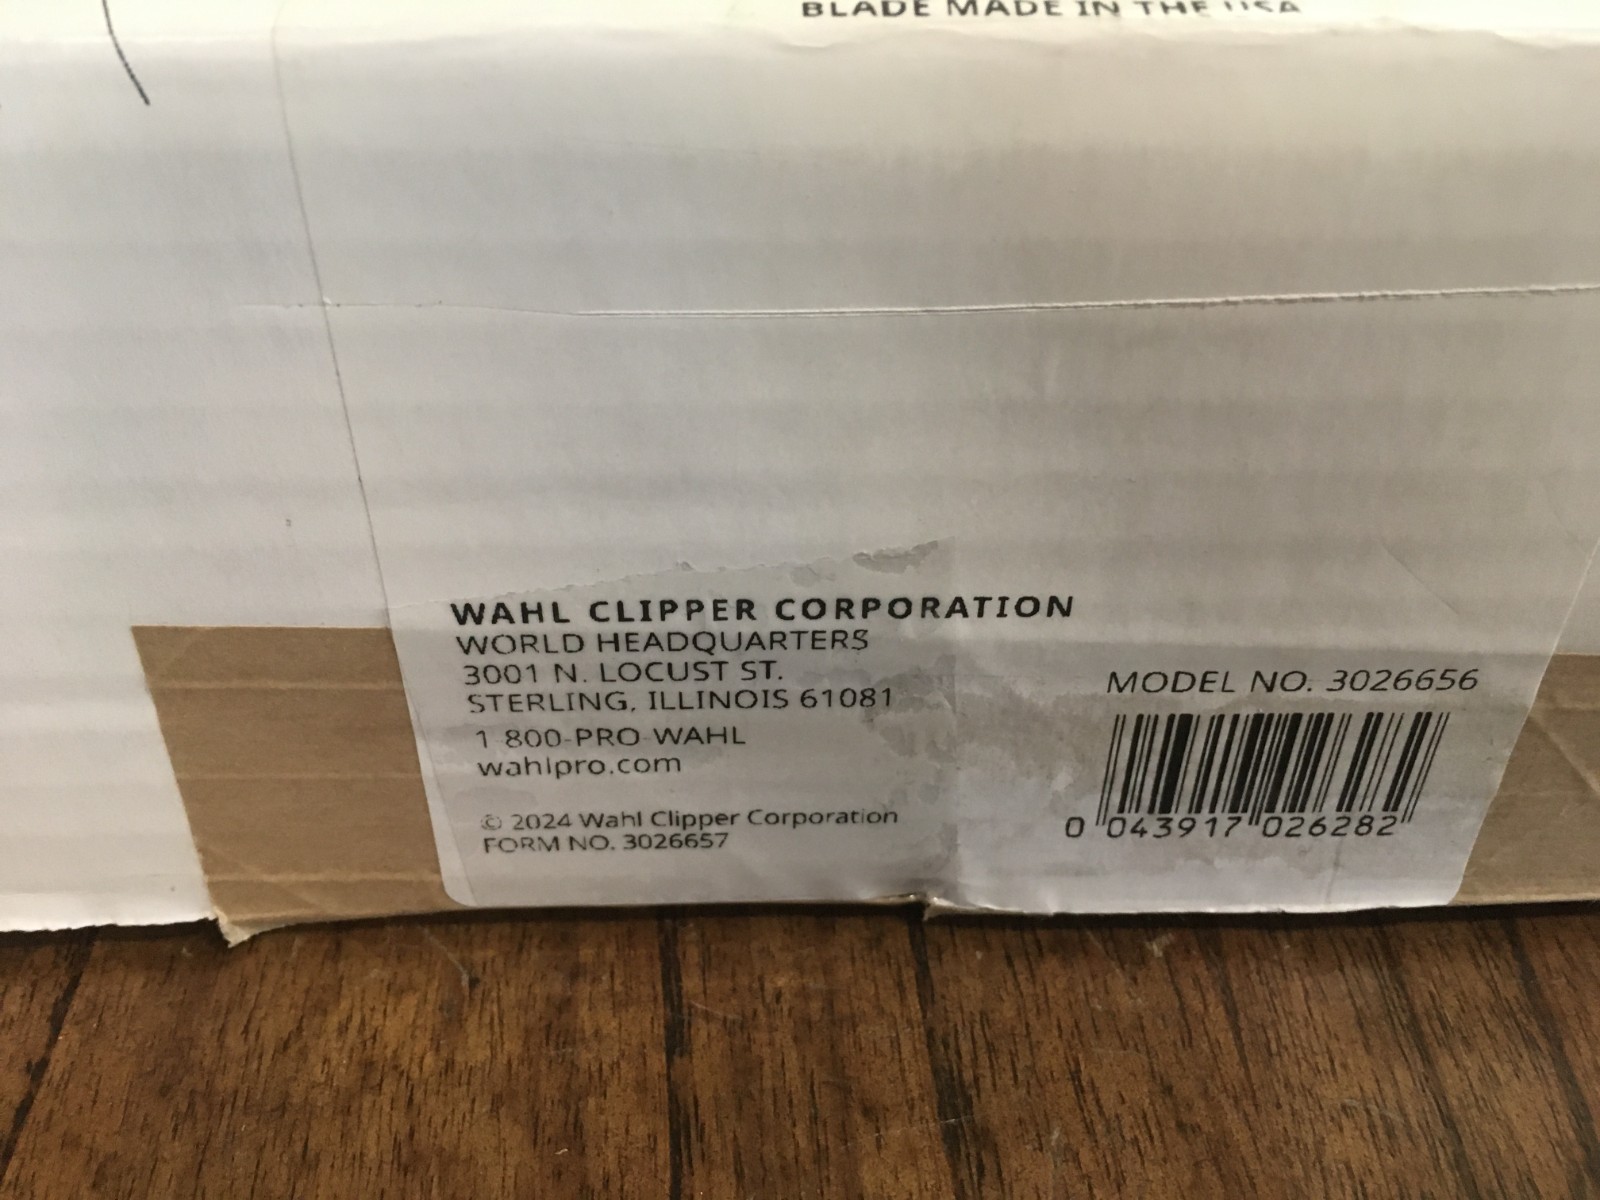 BLADE MADE IN THE USA
WAHL CLIPPER CORPORATION
WORLD HEADQUARTERS
3001 N. LOCUST ST.
STERLING, ILLINOIS 61081
1 800-PRO WAHL
wahlpro.com
© 2024 Wahl Clipper Corporation
FORM NO. 3026657
MODEL NO. 3026656
0 043917 026282